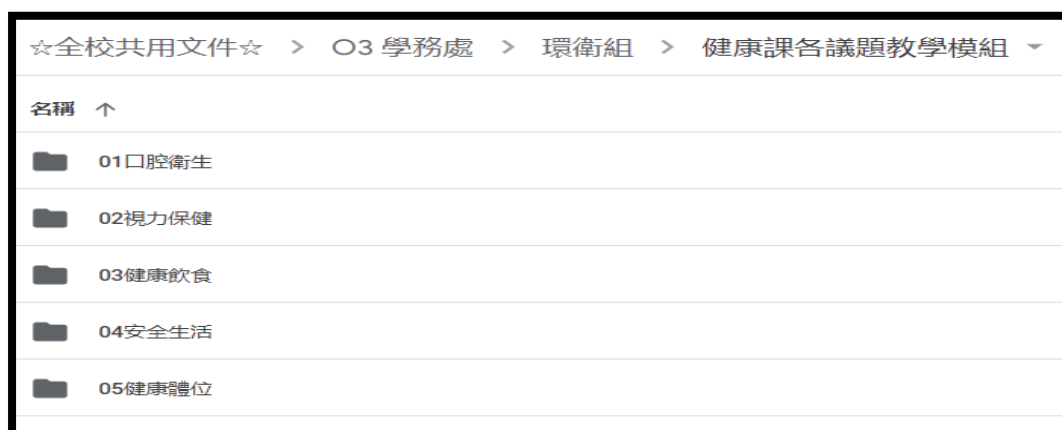 ☆全校共用文件☆ > O3 學務處 > 環衛組 > 健康課各議題教學模組
名稱 ↑
01口腔衛生
02視力保健
03健康飲食
04安全生活
05健康體位